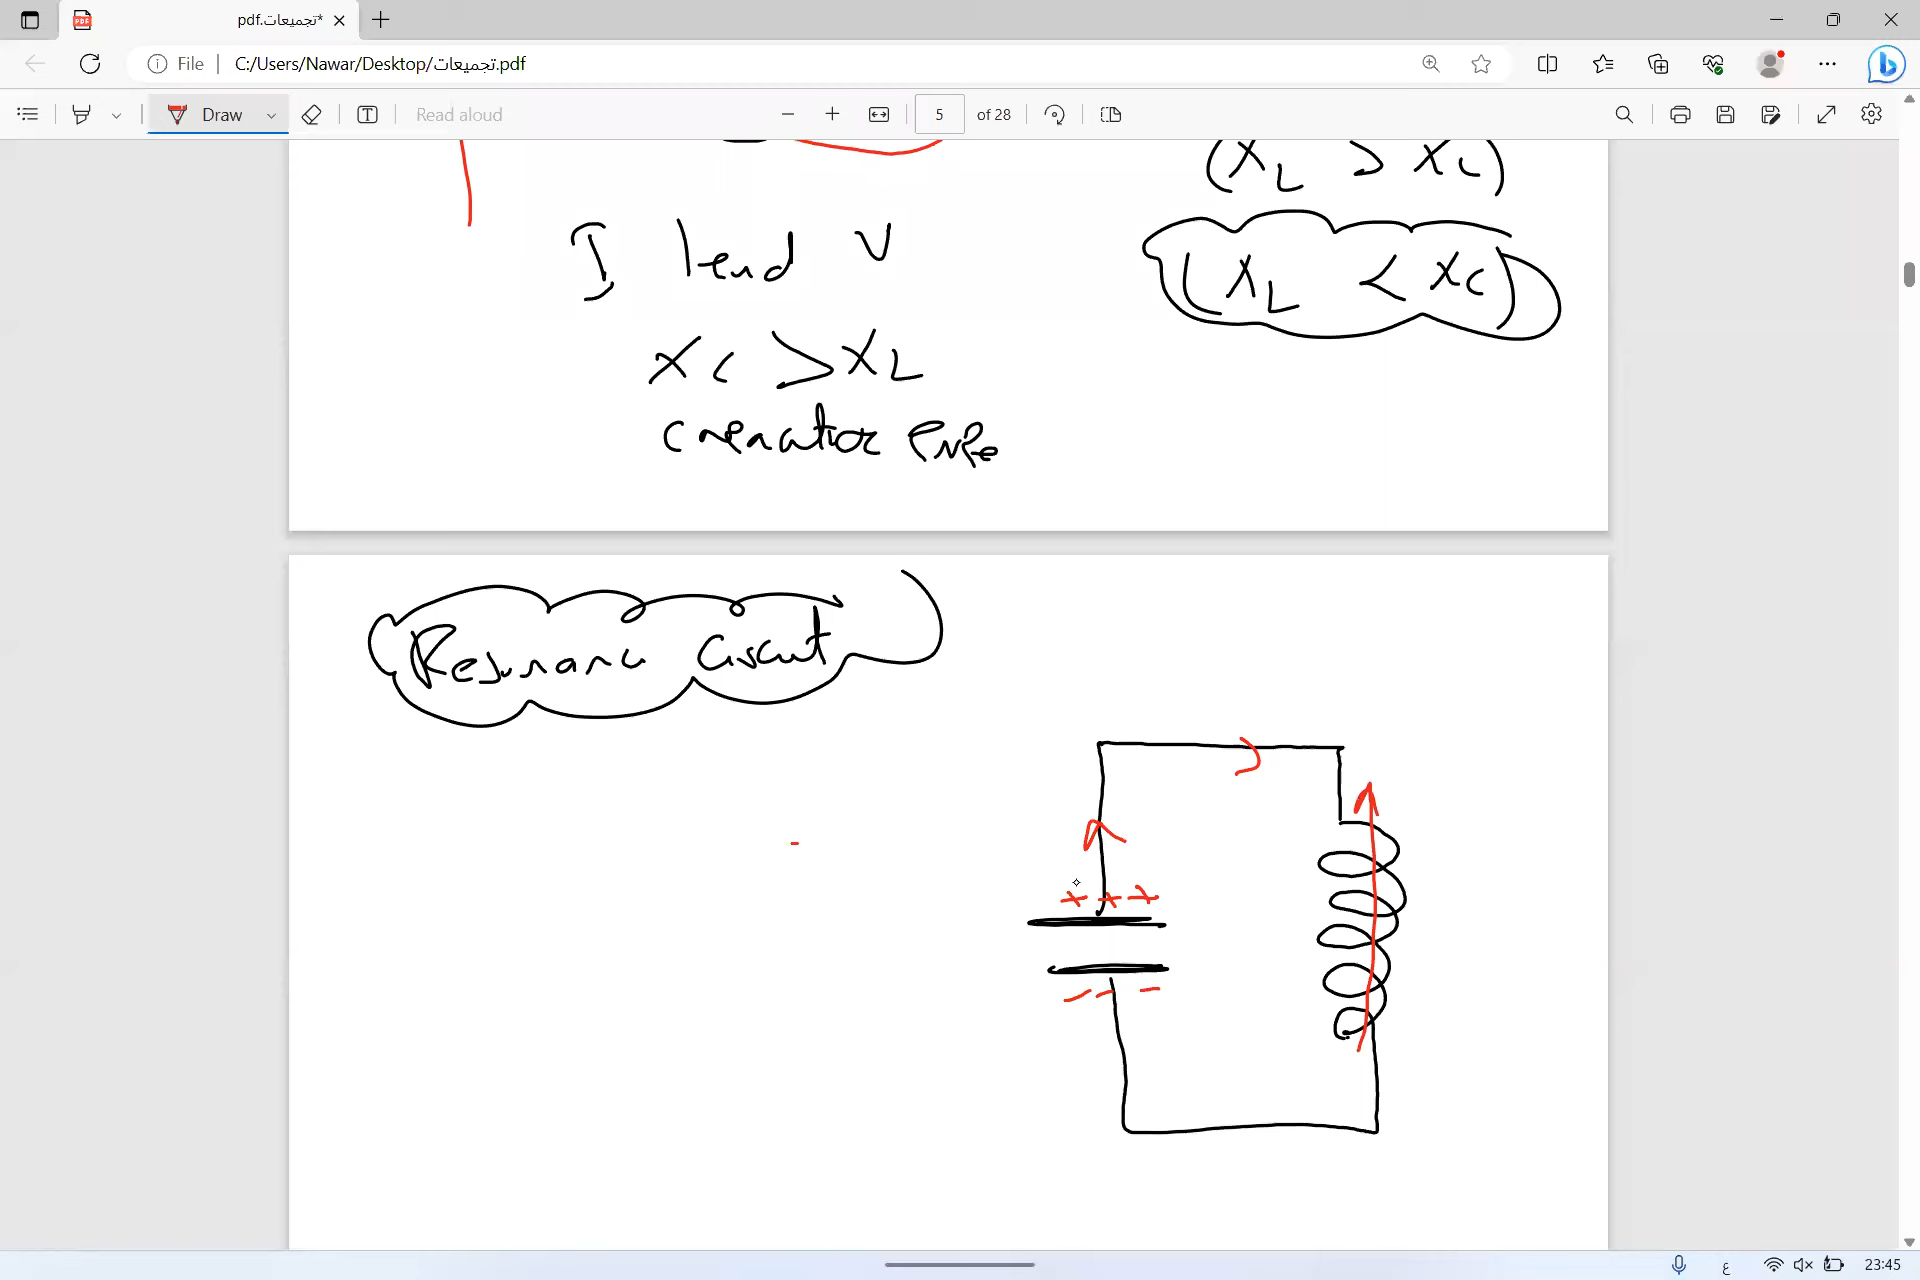 تجميعات.pdf*
File
C:/Users/Nawar/Desktop/تجميعات.pdf
Draw
Read aloud
5
of 28
(XL > XC)
I lead V
(XL < XC)
XC > XL
Resonance Circuit
+ + +
- - -
23:45
ع